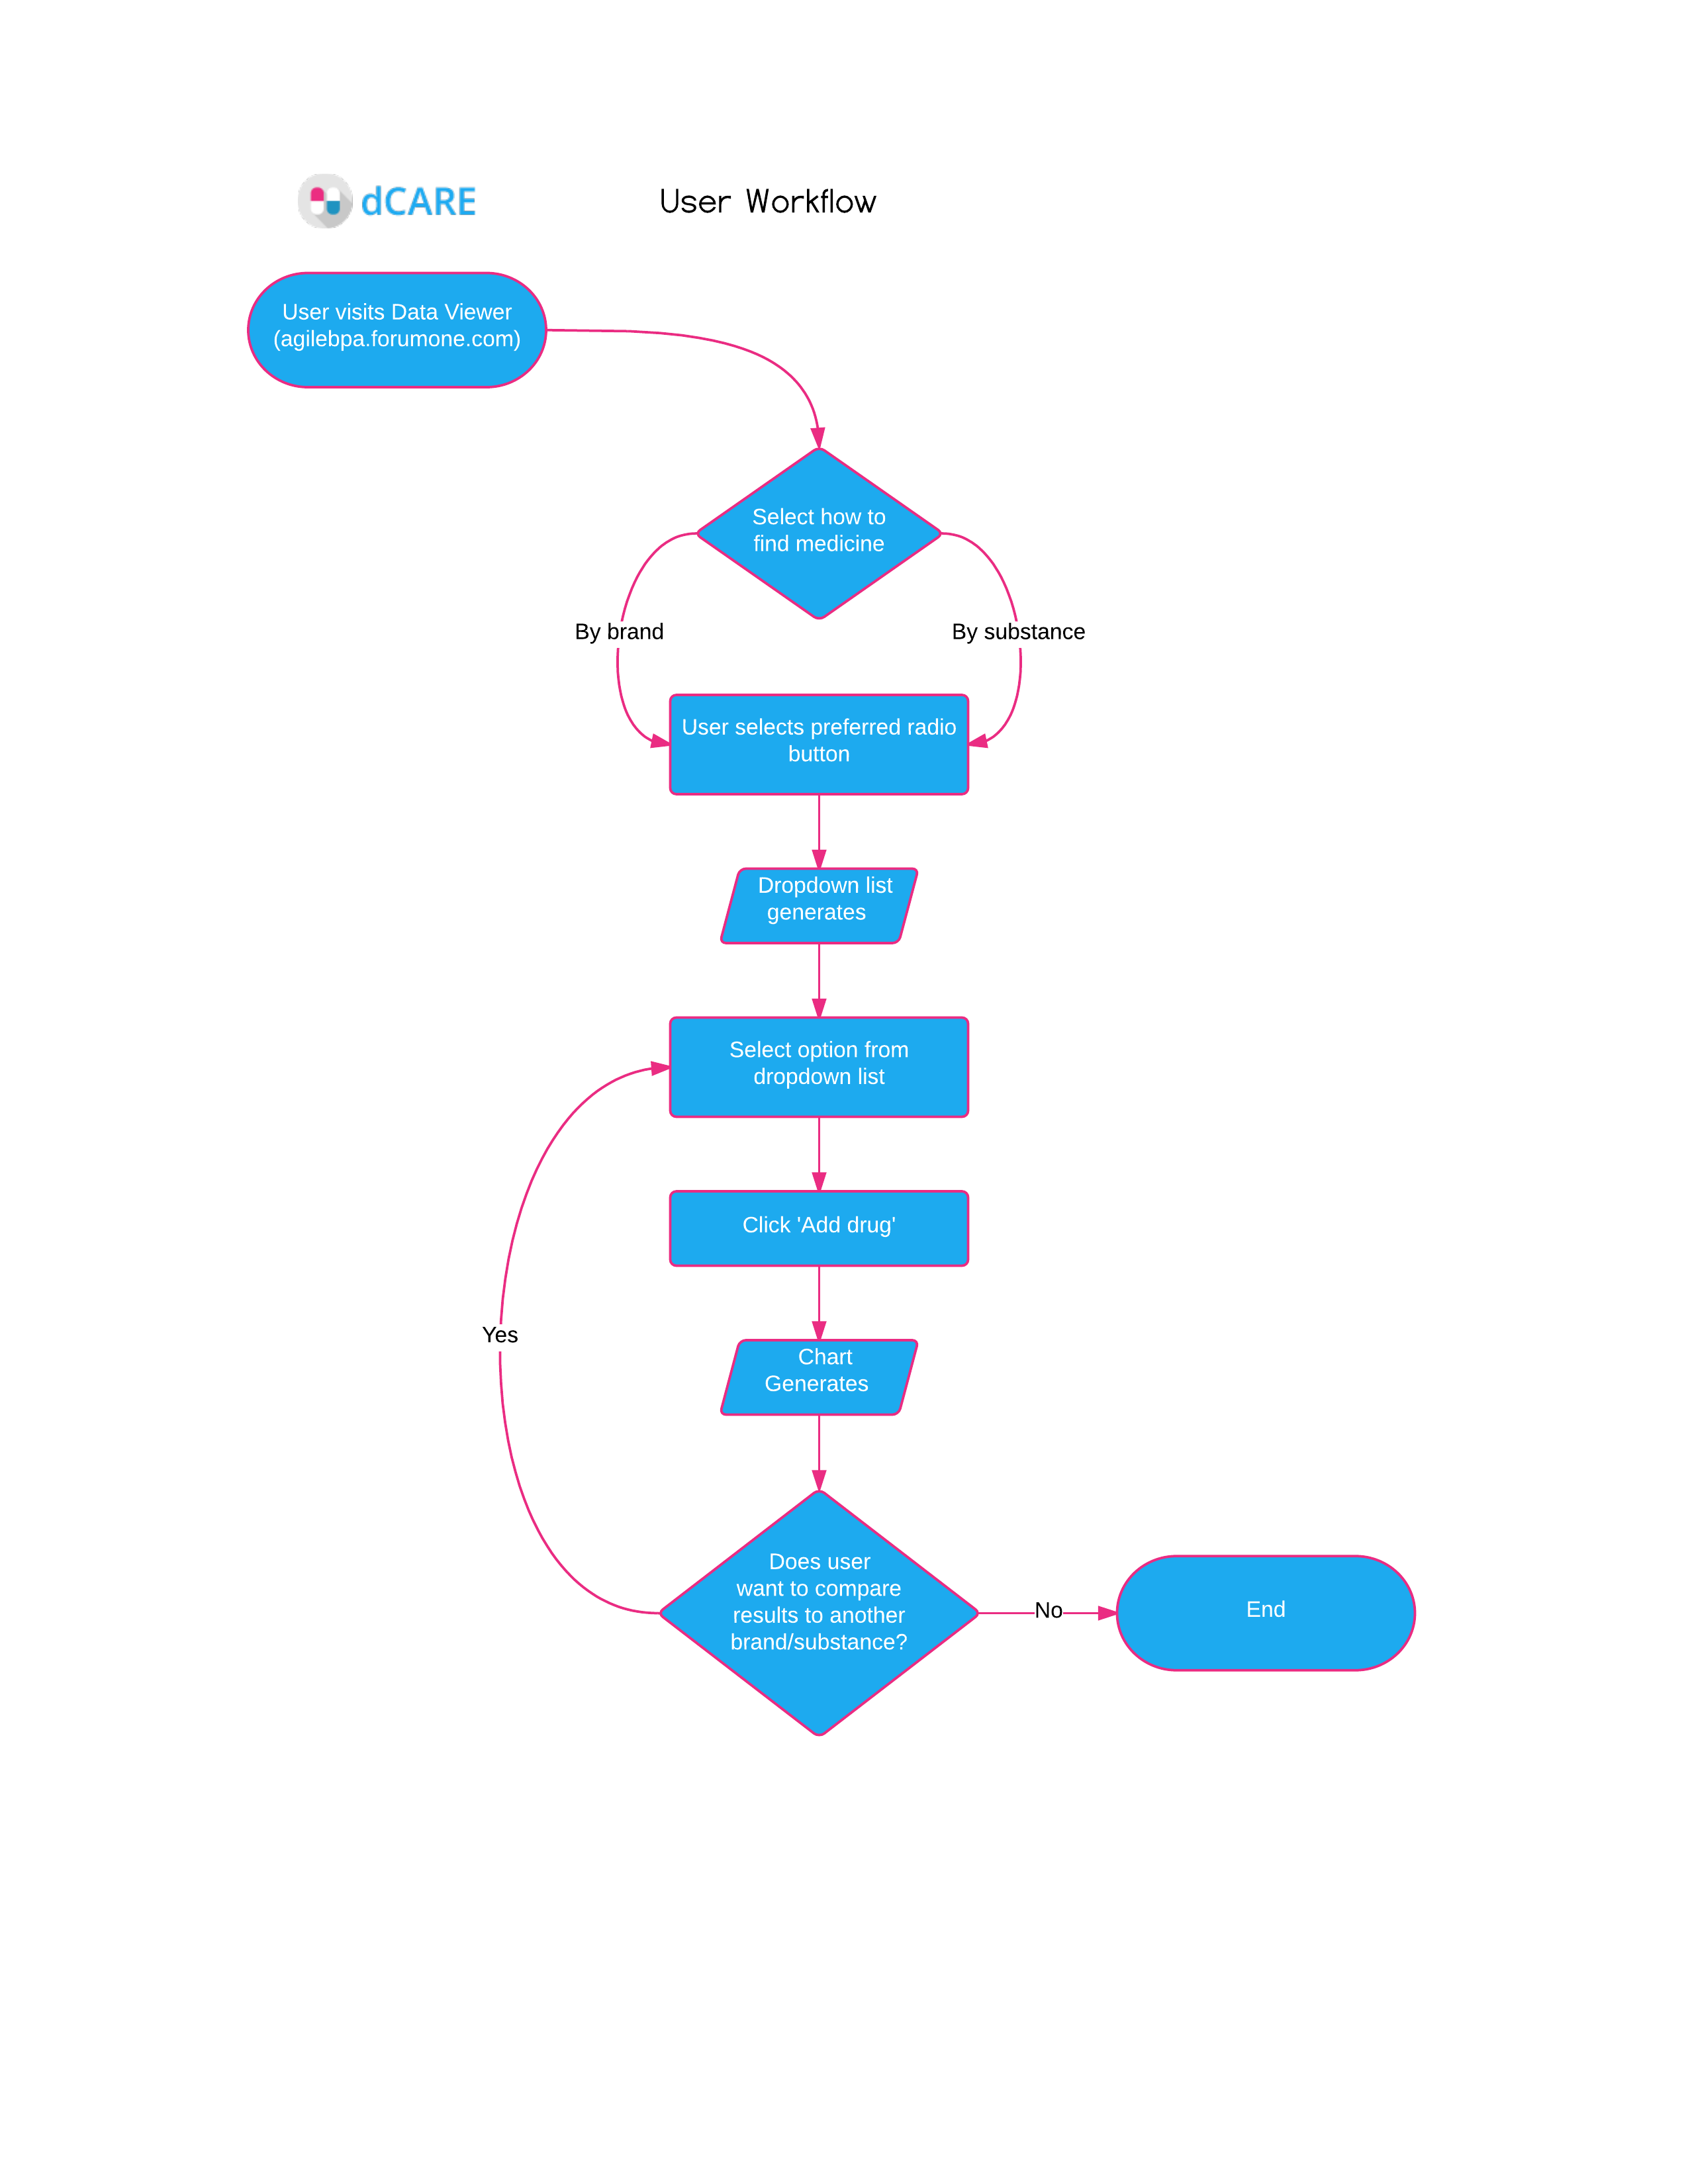 dCARE
User Workflow
User visits Data Viewer
(agilebpa.forumone.com)
Select how to
find medicine
By brand
By substance
User selects preferred radio
button
Dropdown list
generates
Select option from
dropdown list
Click 'Add drug'
Chart
Generates
Yes
Does user
want to compare
results to another
brand/substance?
No
End